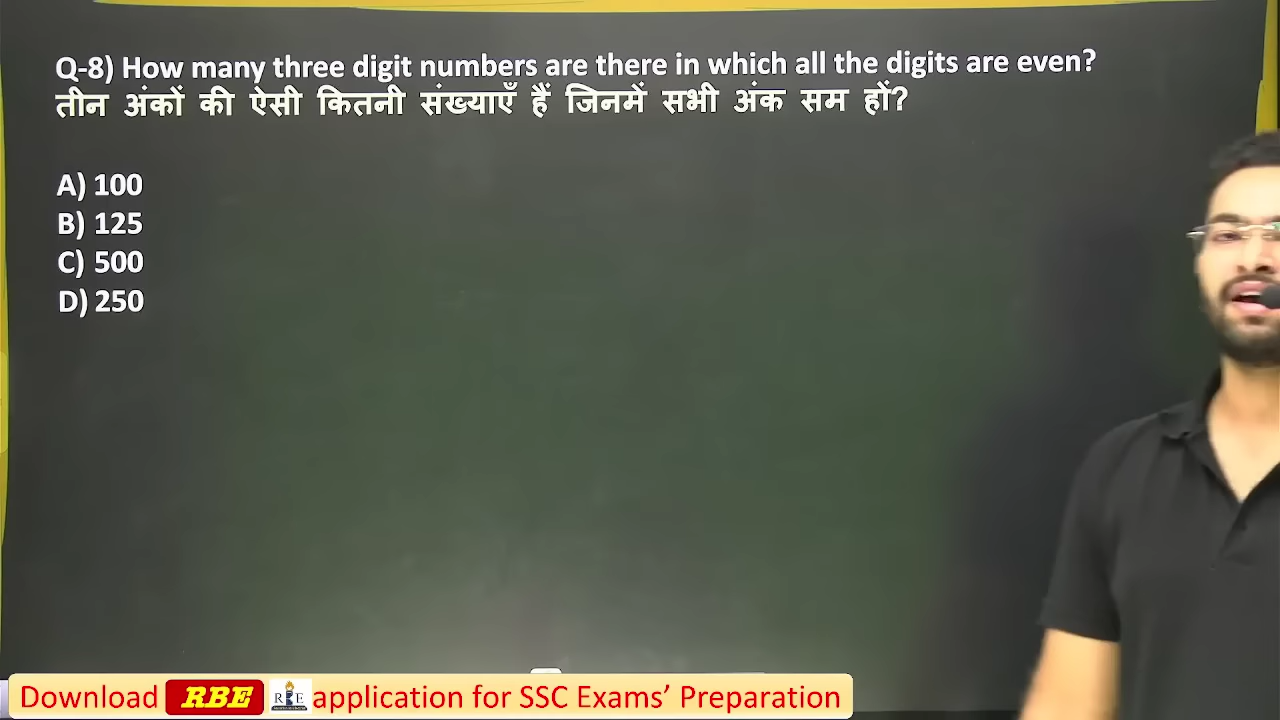 Q-8) How many three digit numbers are there in which all the digits are even?
तीन अंकों की ऐसी कितनी संख्याएँ हैं जिनमें सभी अंक सम हों?
A) 100
B) 125
C) 500
D) 250
Download RBE R E application for SSC Exams’ Preparation